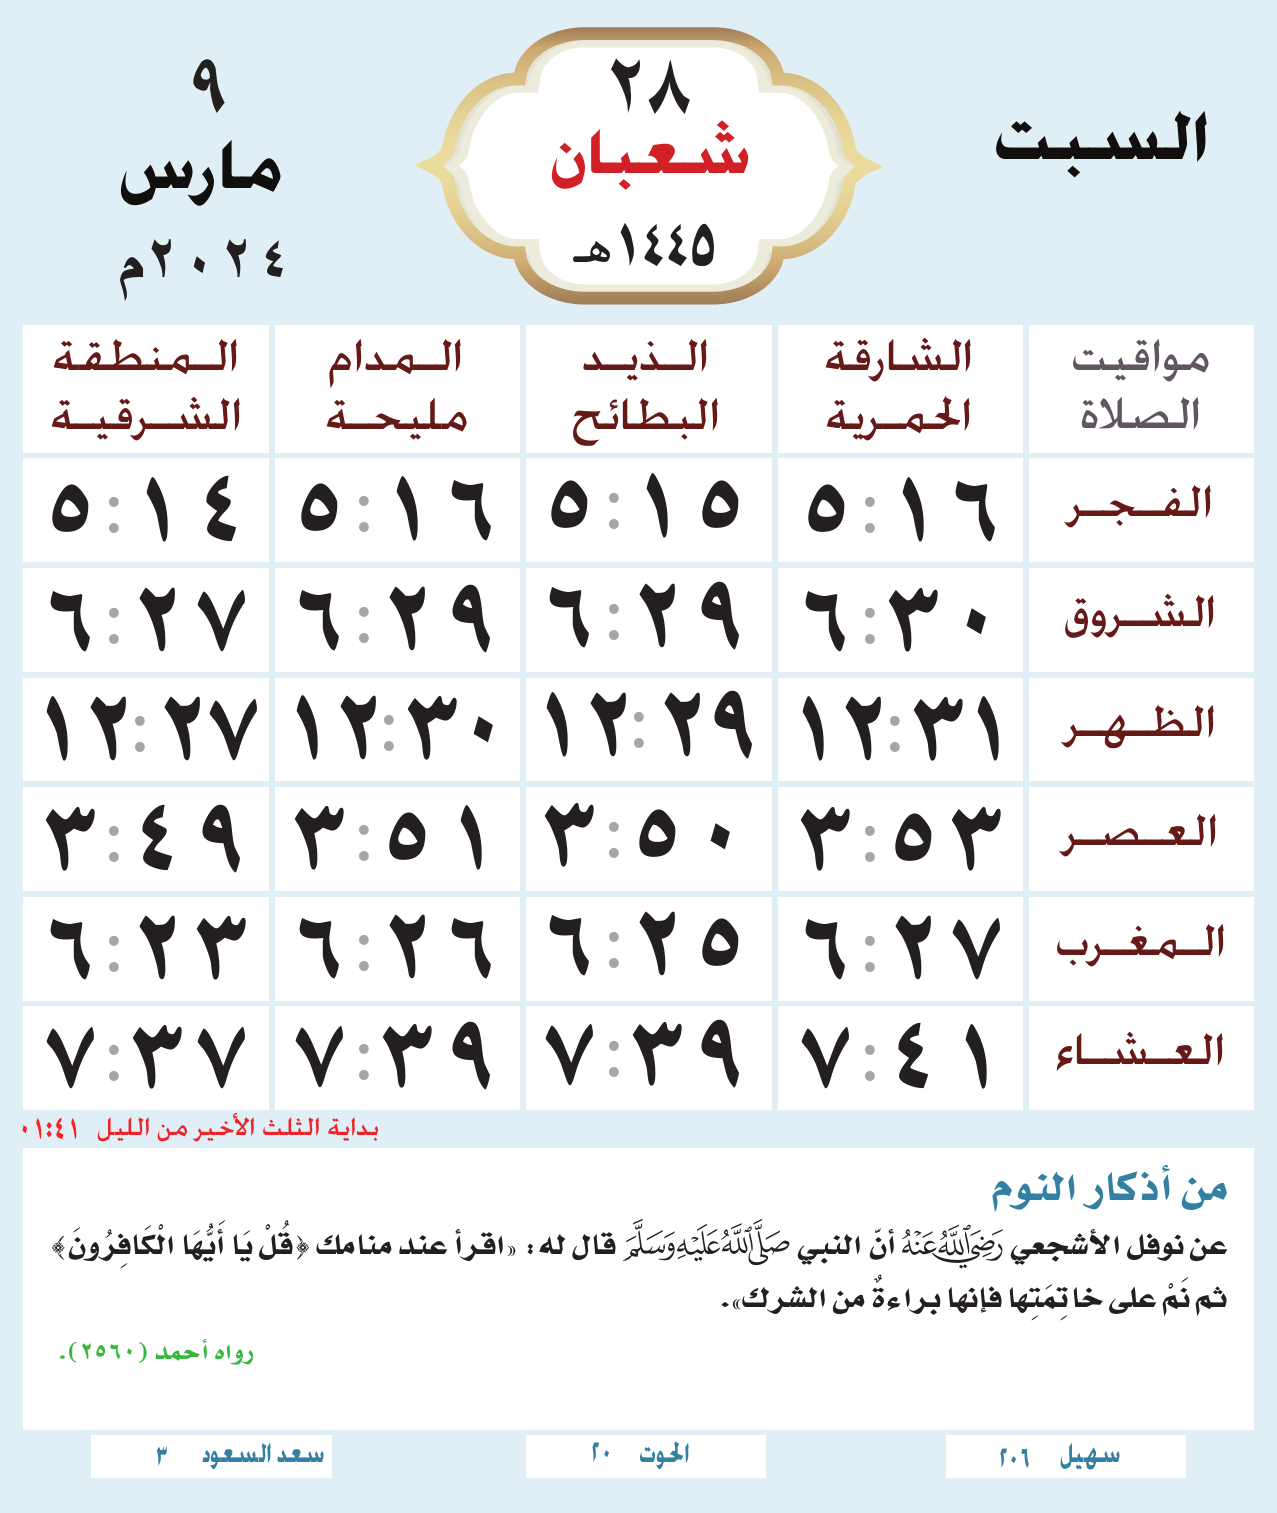 السبت
٢٨
شعبان
١٤٤٥هـ
٩
مارس
٢٠٢٤م
مواقيت الصلاة | الشارقة الحمرية | الذيد البطائح | المدام مليحة | المنطقة الشرقية
الفجر ٥:١٦ ٥:١٥ ٥:١٦ ٥:١٤
الشروق ٦:٣٠ ٦:٢٩ ٦:٢٩ ٦:٢٧
الظهر ١٢:٣١ ١٢:٢٩ ١٢:٣٠ ١٢:٢٧
العصر ٣:٥٣ ٣:٥٠ ٣:٥١ ٣:٤٩
المغرب ٦:٢٧ ٦:٢٥ ٦:٢٦ ٦:٢٣
العشاء ٧:٤١ ٧:٣٩ ٧:٣٩ ٧:٣٧
بداية الثلث الأخير من الليل ٠١:٤١
من أذكار النوم
عن نوفل الأشجعي رَضِيَ اللَّهُ عَنْهُ أنّ النبي صَلَّى اللَّهُ عَلَيْهِ وَسَلَّمَ قال له: «اقرأ عند منامك ﴿قُلْ يَا أَيُّهَا الْكَافِرُونَ﴾
ثم نَمْ على خاتِمَتِها فإنها براءةٌ من الشرك».
رواه أحمد (٢٥٦٠).
سهيل ٢٠٦
الحوت ٢٠
سعد السعود ٣